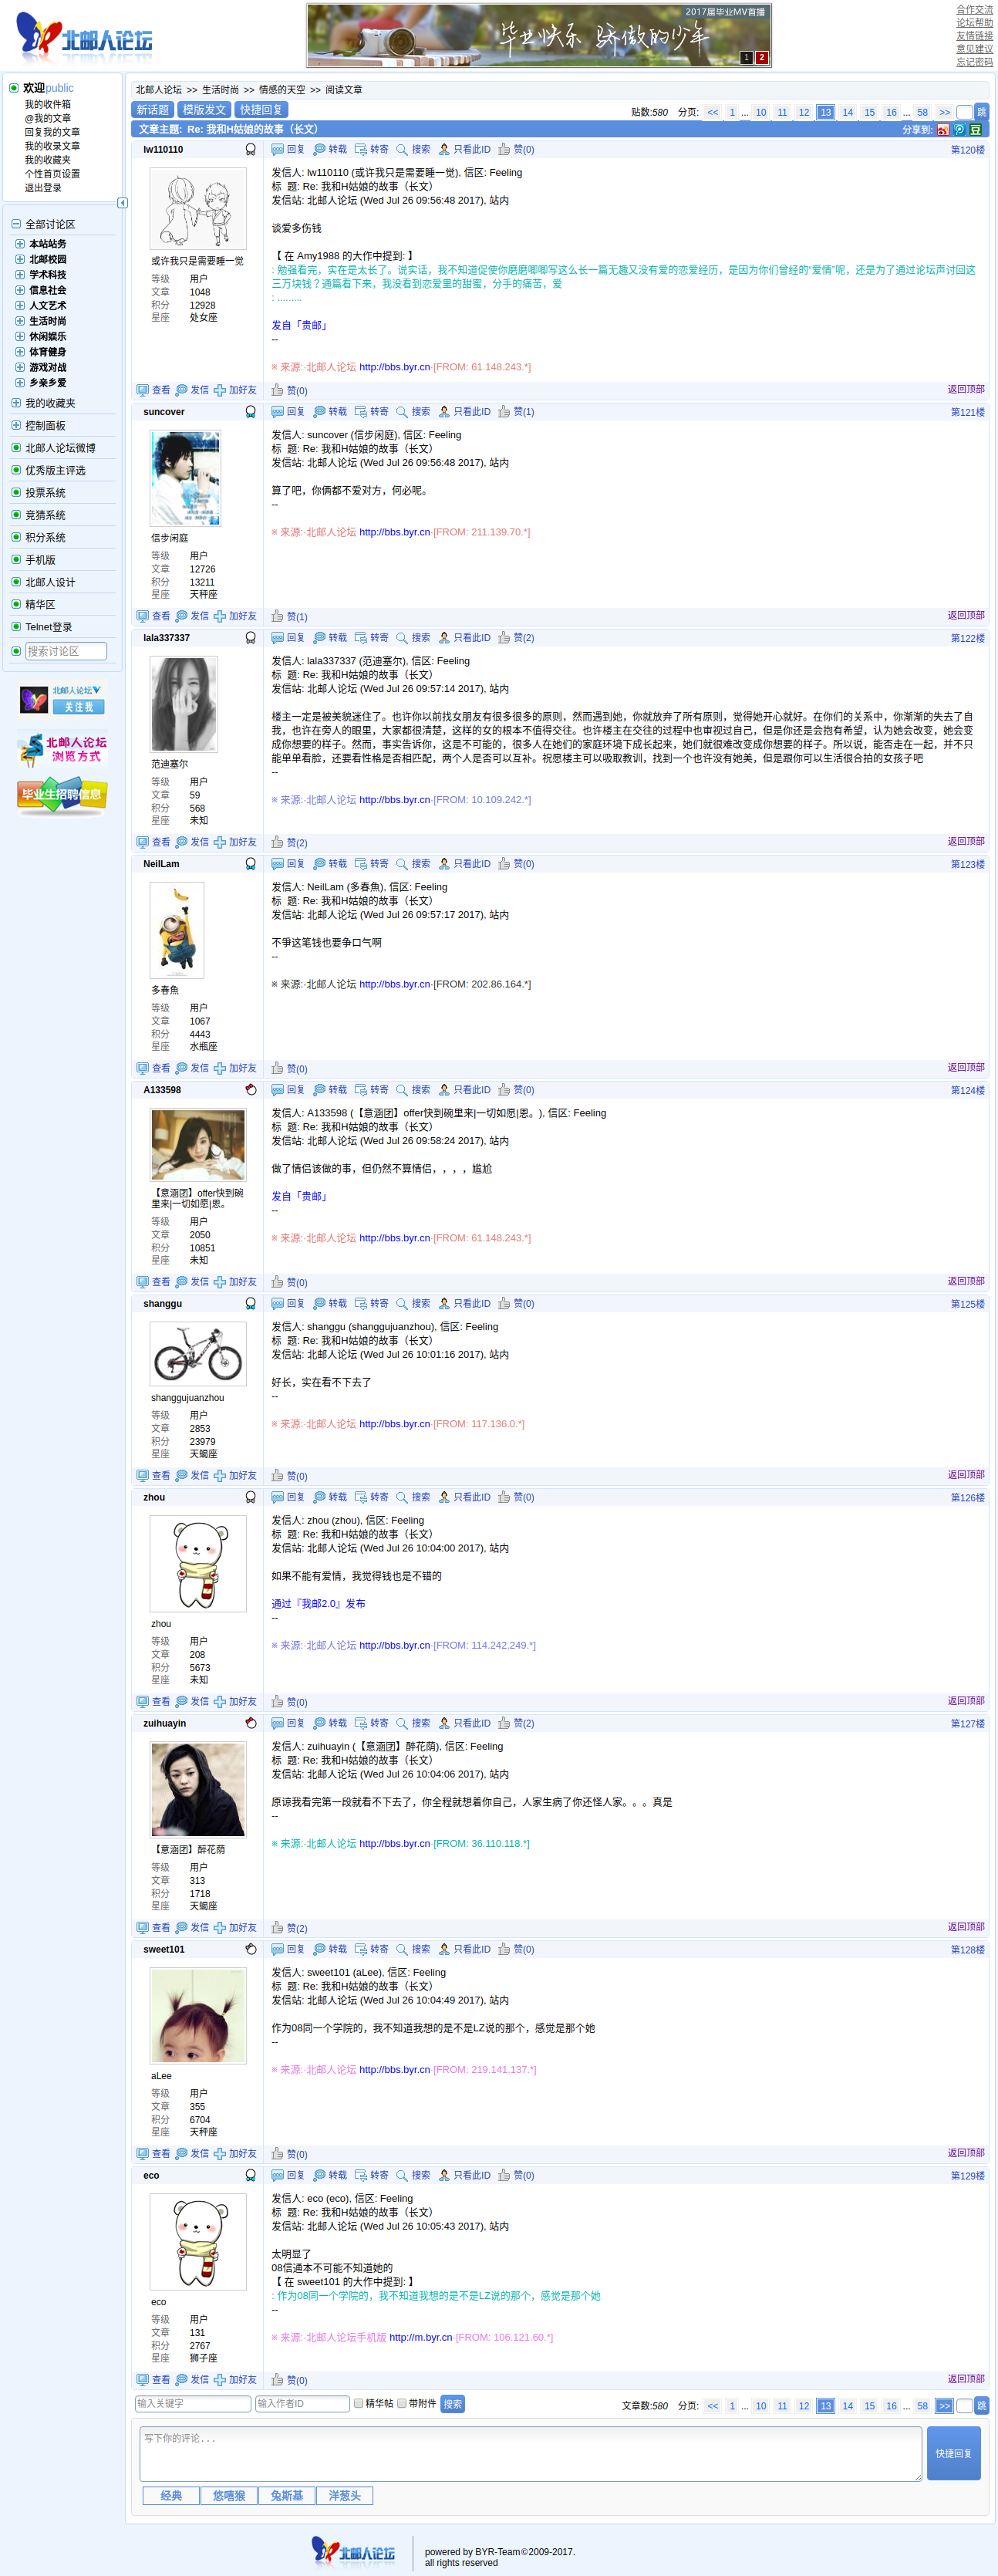 北邮人论坛
2017届毕业MV首播
毕业快乐 骄傲的少年
1 2
合作交流
论坛帮助
友情链接
意见建议
忘记密码
欢迎public
我的收件箱
@我的文章
回复我的文章
我的收录文章
我的收藏夹
个性首页设置
退出登录
全部讨论区
本站站务
北邮校园
学术科技
信息社会
人文艺术
生活时尚
休闲娱乐
体育健身
游戏对战
乡亲乡爱
我的收藏夹
控制面板
北邮人论坛微博
优秀版主评选
投票系统
竞猜系统
积分系统
手机版
北邮人设计
精华区
Telnet登录
搜索讨论区
北邮人论坛
关注我
5种
北邮人论坛
浏览方式
毕业生招聘信息
北邮人论坛 >> 生活时尚 >> 情感的天空 >> 阅读文章
新话题 模版发文 快捷回复
贴数:580 分页: << 1 ... 10 11 12 13 14 15 16 ... 58 >> 跳
文章主题: Re: 我和H姑娘的故事（长文）
分享到:
lw110110
回复 转载 转寄 搜索 只看此ID 赞(0) 第120楼
或许我只是需要睡一觉
等级 用户
文章 1048
积分 12928
星座 处女座
发信人: lw110110 (或许我只是需要睡一觉), 信区: Feeling
标 题: Re: 我和H姑娘的故事（长文）
发信站: 北邮人论坛 (Wed Jul 26 09:56:48 2017), 站内
谈爱多伤钱
【 在 Amy1988 的大作中提到: 】
: 勉强看完，实在是太长了。说实话，我不知道促使你磨磨唧唧写这么长一篇无趣又没有爱的恋爱经历，是因为你们曾经的“爱情”呢，还是为了通过论坛声讨回这
三万块钱？通篇看下来，我没看到恋爱里的甜蜜，分手的痛苦，爱
: .........
发自「贵邮」
--
※ 来源:·北邮人论坛 http://bbs.byr.cn·[FROM: 61.148.243.*]
查看 发信 加好友 赞(0) 返回顶部
suncover
回复 转载 转寄 搜索 只看此ID 赞(1) 第121楼
信步闲庭
等级 用户
文章 12726
积分 13211
星座 天秤座
发信人: suncover (信步闲庭), 信区: Feeling
标 题: Re: 我和H姑娘的故事（长文）
发信站: 北邮人论坛 (Wed Jul 26 09:56:48 2017), 站内
算了吧，你俩都不爱对方，何必呢。
--
※ 来源:·北邮人论坛 http://bbs.byr.cn·[FROM: 211.139.70.*]
查看 发信 加好友 赞(1) 返回顶部
lala337337
回复 转载 转寄 搜索 只看此ID 赞(2) 第122楼
范迪塞尔
等级 用户
文章 59
积分 568
星座 未知
发信人: lala337337 (范迪塞尔), 信区: Feeling
标 题: Re: 我和H姑娘的故事（长文）
发信站: 北邮人论坛 (Wed Jul 26 09:57:14 2017), 站内
楼主一定是被美貌迷住了。也许你以前找女朋友有很多很多的原则，然而遇到她，你就放弃了所有原则，觉得她开心就好。在你们的关系中，你渐渐的失去了自
我，也许在旁人的眼里，大家都很清楚，这样的女的根本不值得交往。也许楼主在交往的过程中也审视过自己，但是你还是会抱有希望，认为她会改变，她会变
成你想要的样子。然而，事实告诉你，这是不可能的，很多人在她们的家庭环境下成长起来，她们就很难改变成你想要的样子。所以说，能否走在一起，并不只
能单单看脸，还要看性格是否相匹配，两个人是否可以互补。祝愿楼主可以吸取教训，找到一个也许没有她美，但是跟你可以生活很合拍的女孩子吧
--
※ 来源:·北邮人论坛 http://bbs.byr.cn·[FROM: 10.109.242.*]
查看 发信 加好友 赞(2) 返回顶部
NeilLam
回复 转载 转寄 搜索 只看此ID 赞(0) 第123楼
多春魚
等级 用户
文章 1067
积分 4443
星座 水瓶座
发信人: NeilLam (多春魚), 信区: Feeling
标 题: Re: 我和H姑娘的故事（长文）
发信站: 北邮人论坛 (Wed Jul 26 09:57:17 2017), 站内
不爭这笔钱也要争口气啊
--
※ 来源:·北邮人论坛 http://bbs.byr.cn·[FROM: 202.86.164.*]
查看 发信 加好友 赞(0) 返回顶部
A133598
回复 转载 转寄 搜索 只看此ID 赞(0) 第124楼
【意涵团】offer快到碗
里来|一切如愿|恩。
等级 用户
文章 2050
积分 10851
星座 未知
发信人: A133598 (【意涵团】offer快到碗里来|一切如愿|恩。), 信区: Feeling
标 题: Re: 我和H姑娘的故事（长文）
发信站: 北邮人论坛 (Wed Jul 26 09:58:24 2017), 站内
做了情侣该做的事，但仍然不算情侣，，，，尴尬
发自「贵邮」
--
※ 来源:·北邮人论坛 http://bbs.byr.cn·[FROM: 61.148.243.*]
查看 发信 加好友 赞(0) 返回顶部
shanggu
回复 转载 转寄 搜索 只看此ID 赞(0) 第125楼
shanggujuanzhou
等级 用户
文章 2853
积分 23979
星座 天蝎座
发信人: shanggu (shanggujuanzhou), 信区: Feeling
标 题: Re: 我和H姑娘的故事（长文）
发信站: 北邮人论坛 (Wed Jul 26 10:01:16 2017), 站内
好长，实在看不下去了
--
※ 来源:·北邮人论坛 http://bbs.byr.cn·[FROM: 117.136.0.*]
查看 发信 加好友 赞(0) 返回顶部
zhou
回复 转载 转寄 搜索 只看此ID 赞(0) 第126楼
zhou
等级 用户
文章 208
积分 5673
星座 未知
发信人: zhou (zhou), 信区: Feeling
标 题: Re: 我和H姑娘的故事（长文）
发信站: 北邮人论坛 (Wed Jul 26 10:04:00 2017), 站内
如果不能有爱情，我觉得钱也是不错的
通过『我邮2.0』发布
--
※ 来源:·北邮人论坛 http://bbs.byr.cn·[FROM: 114.242.249.*]
查看 发信 加好友 赞(0) 返回顶部
zuihuayin
回复 转载 转寄 搜索 只看此ID 赞(2) 第127楼
【意涵团】醉花荫
等级 用户
文章 313
积分 1718
星座 天蝎座
发信人: zuihuayin (【意涵团】醉花荫), 信区: Feeling
标 题: Re: 我和H姑娘的故事（长文）
发信站: 北邮人论坛 (Wed Jul 26 10:04:06 2017), 站内
原谅我看完第一段就看不下去了，你全程就想着你自己，人家生病了你还怪人家。。。真是
--
※ 来源:·北邮人论坛 http://bbs.byr.cn·[FROM: 36.110.118.*]
查看 发信 加好友 赞(2) 返回顶部
sweet101
回复 转载 转寄 搜索 只看此ID 赞(0) 第128楼
aLee
等级 用户
文章 355
积分 6704
星座 天秤座
发信人: sweet101 (aLee), 信区: Feeling
标 题: Re: 我和H姑娘的故事（长文）
发信站: 北邮人论坛 (Wed Jul 26 10:04:49 2017), 站内
作为08同一个学院的，我不知道我想的是不是LZ说的那个，感觉是那个她
--
※ 来源:·北邮人论坛 http://bbs.byr.cn·[FROM: 219.141.137.*]
查看 发信 加好友 赞(0) 返回顶部
eco
回复 转载 转寄 搜索 只看此ID 赞(0) 第129楼
eco
等级 用户
文章 131
积分 2767
星座 狮子座
发信人: eco (eco), 信区: Feeling
标 题: Re: 我和H姑娘的故事（长文）
发信站: 北邮人论坛 (Wed Jul 26 10:05:43 2017), 站内
太明显了
08信通本不可能不知道她的
【 在 sweet101 的大作中提到: 】
: 作为08同一个学院的，我不知道我想的是不是LZ说的那个，感觉是那个她
--
※ 来源:·北邮人论坛手机版 http://m.byr.cn·[FROM: 106.121.60.*]
查看 发信 加好友 赞(0) 返回顶部
输入关键字 输入作者ID 精华帖 带附件 搜索
文章数:580 分页: << 1 ... 10 11 12 13 14 15 16 ... 58 >> 跳
写下你的评论...
快捷回复
经典 悠嘻猴 兔斯基 洋葱头
北邮人论坛
powered by BYR-Team©2009-2017.
all rights reserved